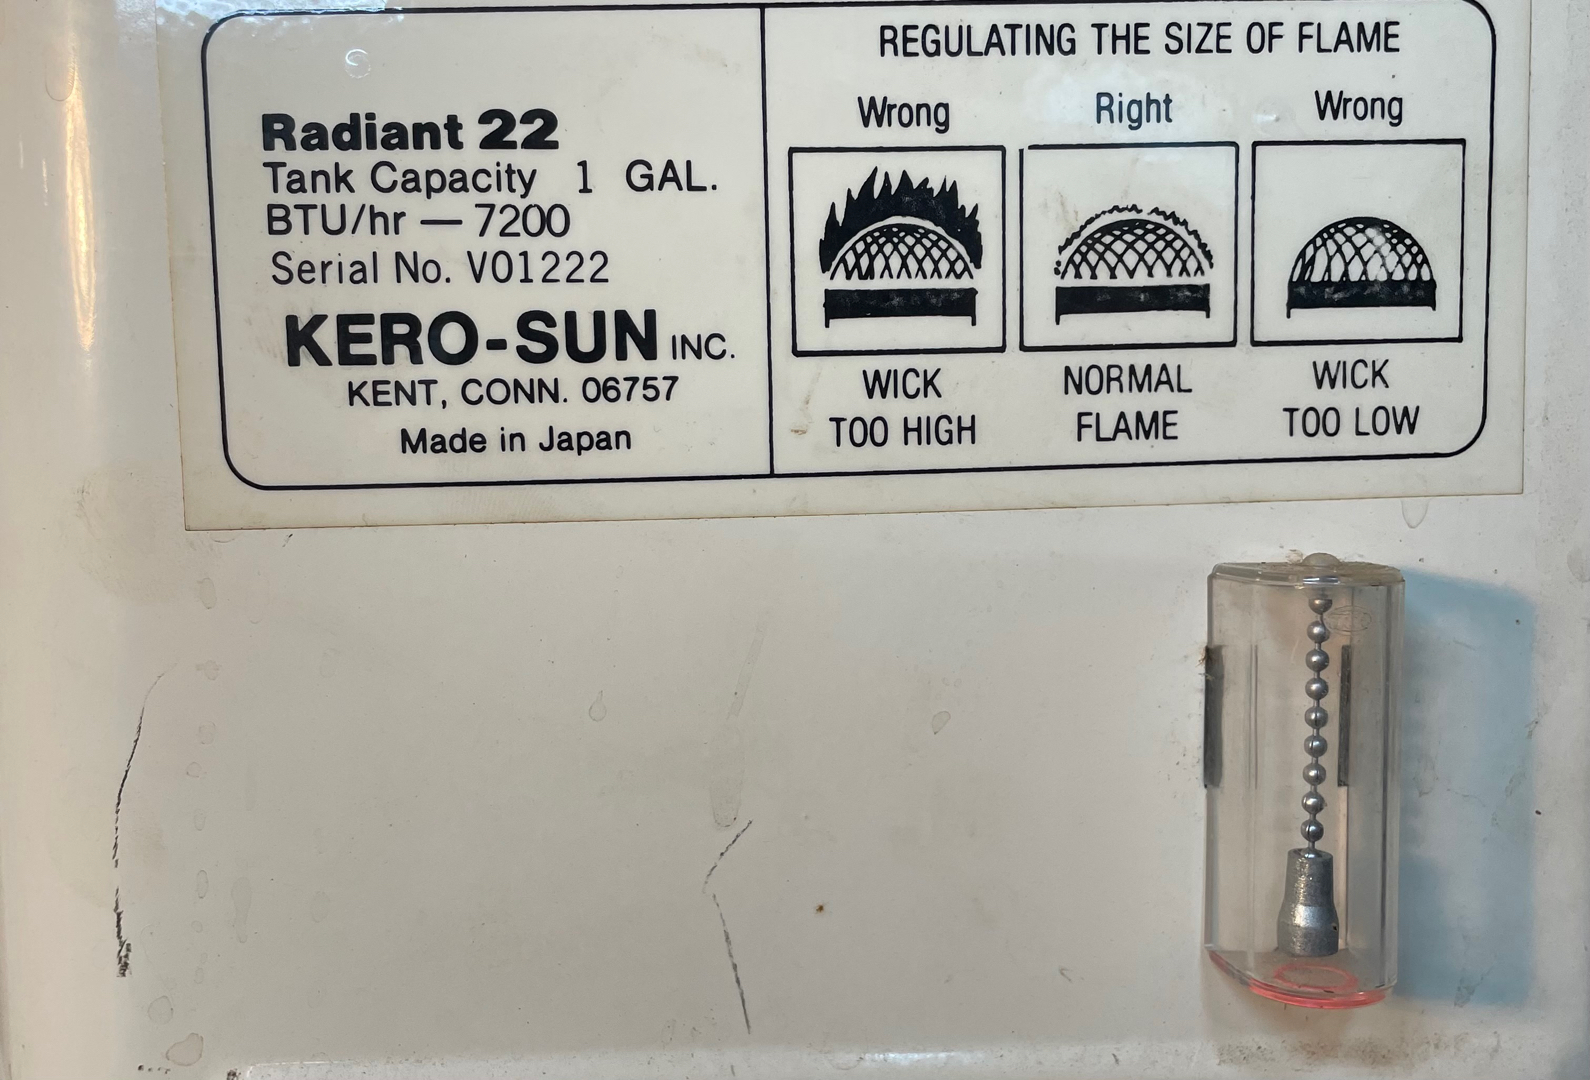 Radiant 22
Tank Capacity 1 GAL.
BTU/hr — 7200
Serial No. V01222
KERO-SUN INC.
KENT, CONN. 06757
Made in Japan
REGULATING THE SIZE OF FLAME
Wrong Right Wrong
WICK TOO HIGH
NORMAL FLAME
WICK TOO LOW